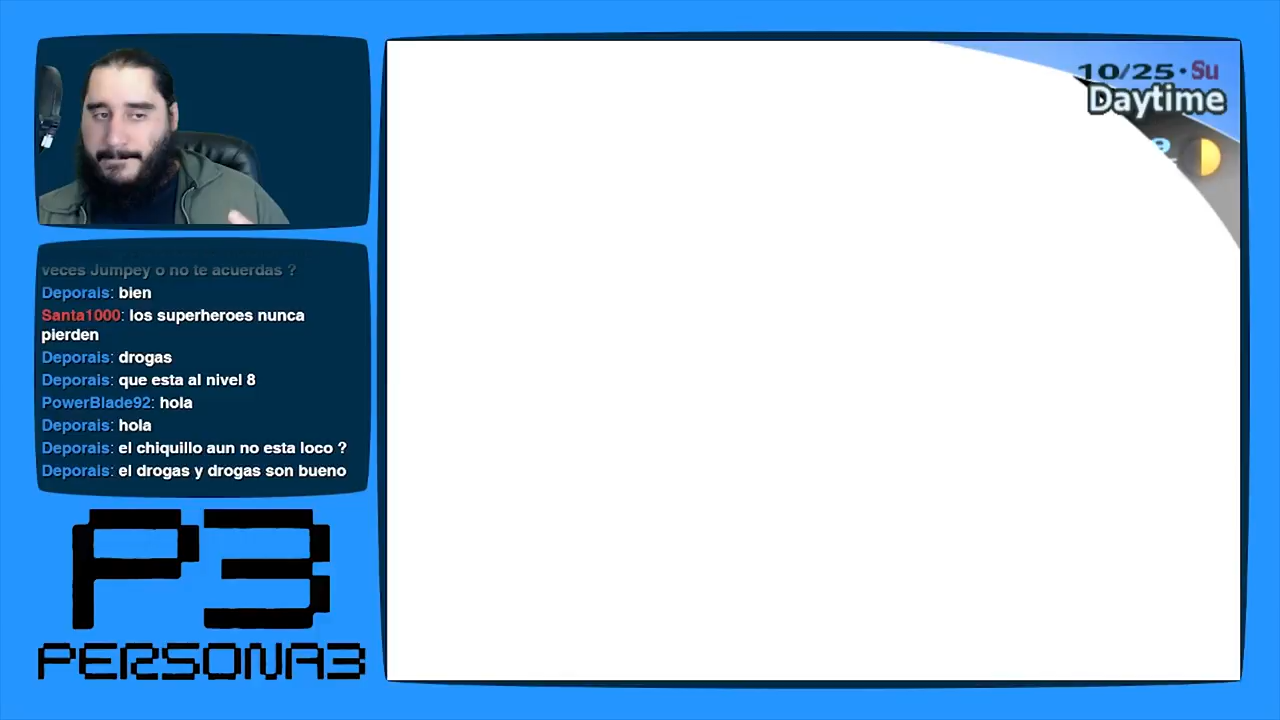 10/25・Su
Daytime
veces Jumpey o no te acuerdas ?
Deporais: bien
Santa1000: los superheroes nunca
pierden
Deporais: drogas
Deporais: que esta al nivel 8
PowerBlade92: hola
Deporais: hola
Deporais: el chiquillo aun no esta loco ?
Deporais: el drogas y drogas son bueno
P3
PERSONA3